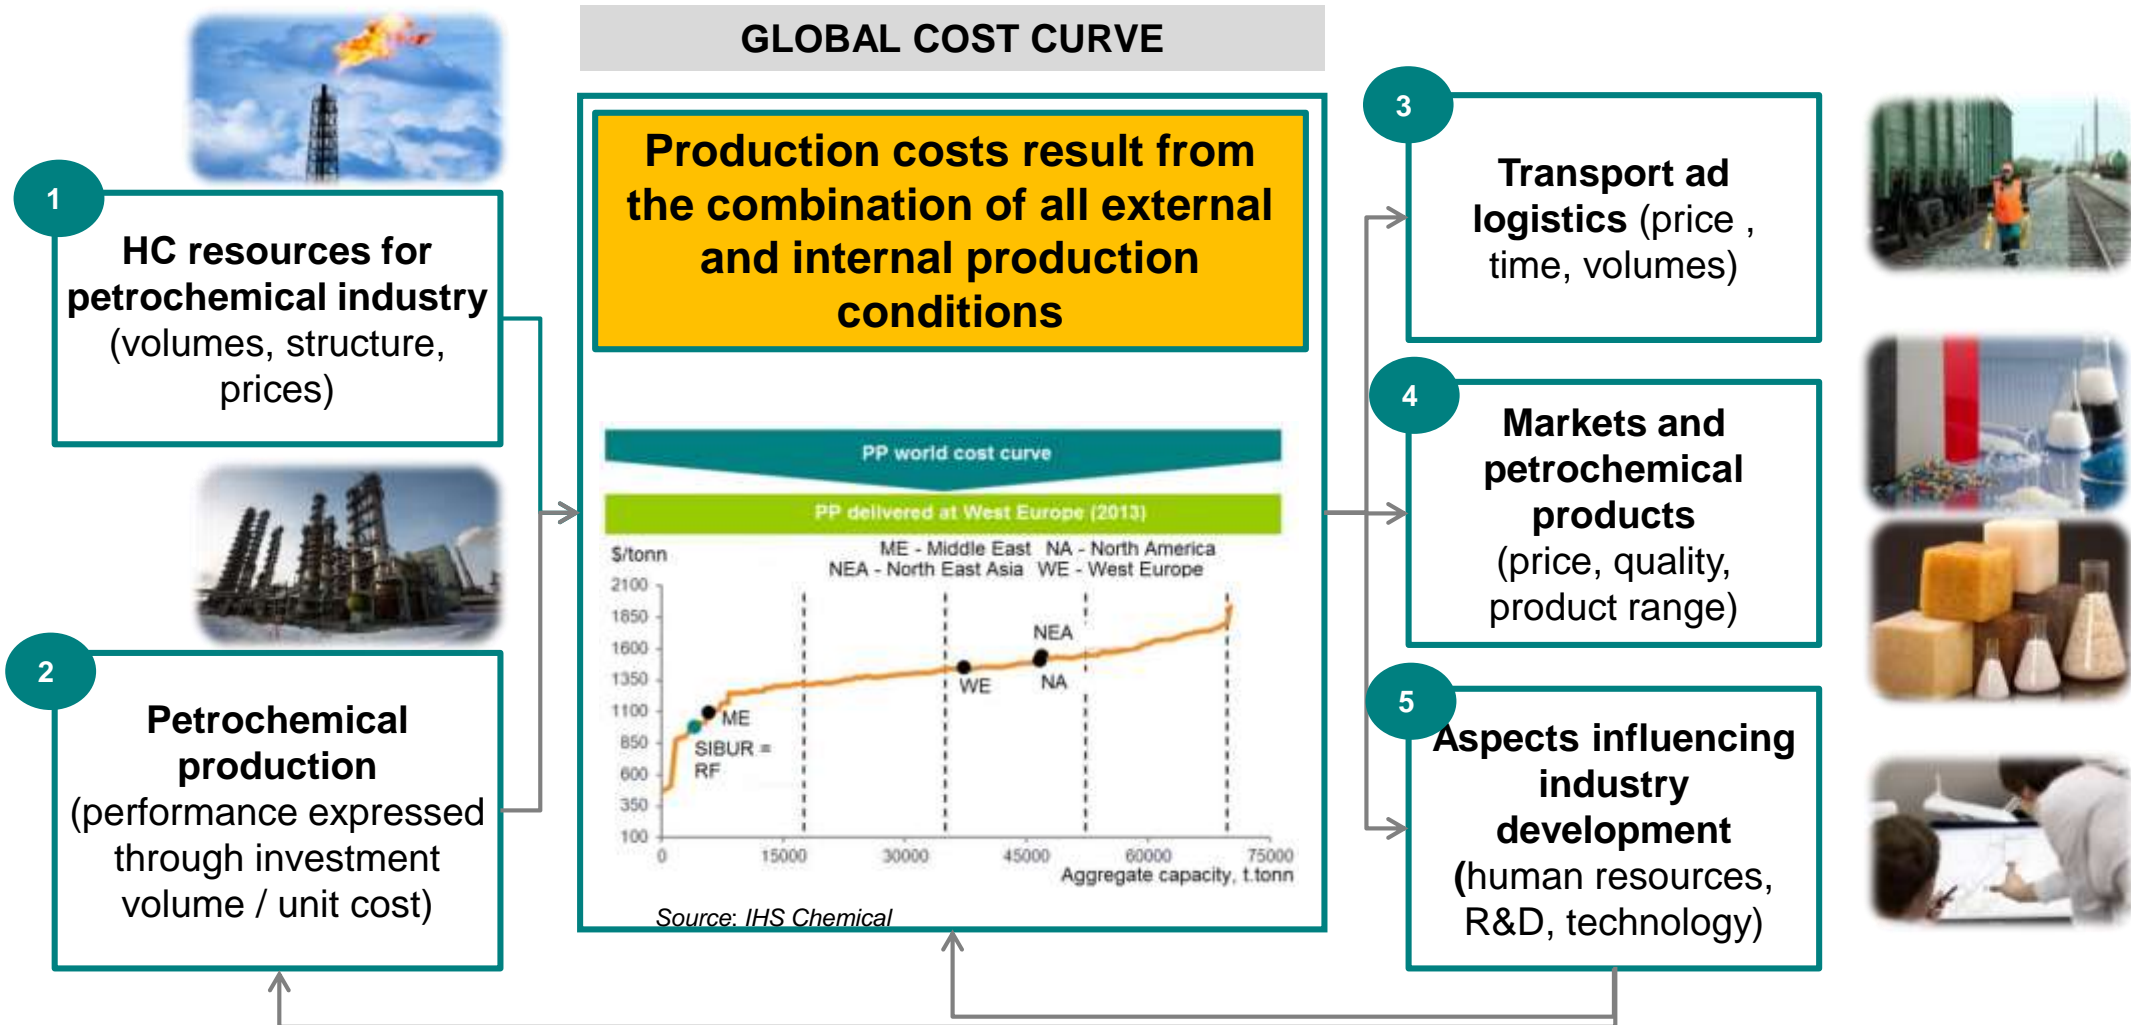 GLOBAL COST CURVE
1
HC resources for
petrochemical industry
(volumes, structure,
prices)
2
Petrochemical
production
(performance expressed
through investment
volume / unit cost)
Production costs result from
the combination of all external
and internal production
conditions
PP world cost curve
PP delivered at West Europe (2013)
$/tonn
ME - Middle East NA - North America
NEA - North East Asia WE - West Europe
2100
1850
1600
1350
1100
850
600
350
100
NEA
WE
NA
ME
SIBUR =
RF
0
15000
30000
45000
60000
75000
Aggregate capacity, t.tonn
Source: IHS Chemical
3
Transport ad
logistics (price ,
time, volumes)
4
Markets and
petrochemical
products
(price, quality,
product range)
5
Aspects influencing
industry
development
(human resources,
R&D, technology)